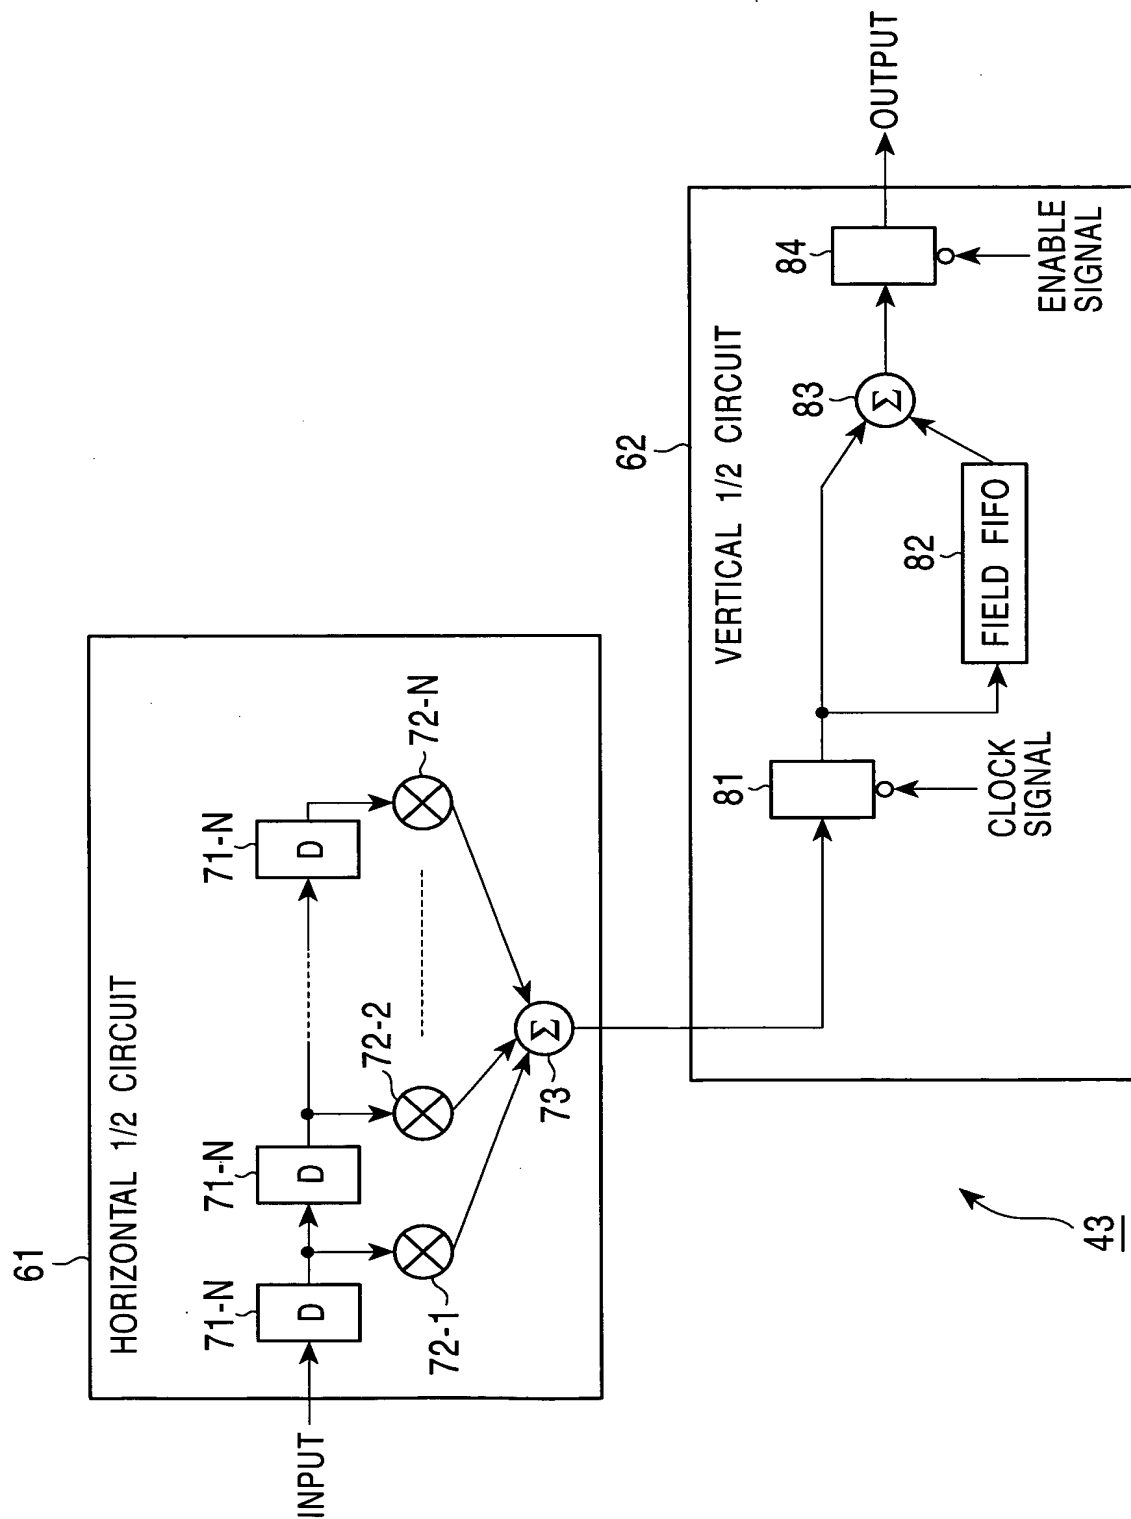 61
HORIZONTAL 1/2 CIRCUIT
INPUT
71-N
D
71-N
D
71-N
D
72-1
72-2
72-N
Σ
73
62
VERTICAL 1/2 CIRCUIT
81
CLOCK
SIGNAL
82
FIELD FIFO
83
Σ
84
ENABLE
SIGNAL
OUTPUT
43